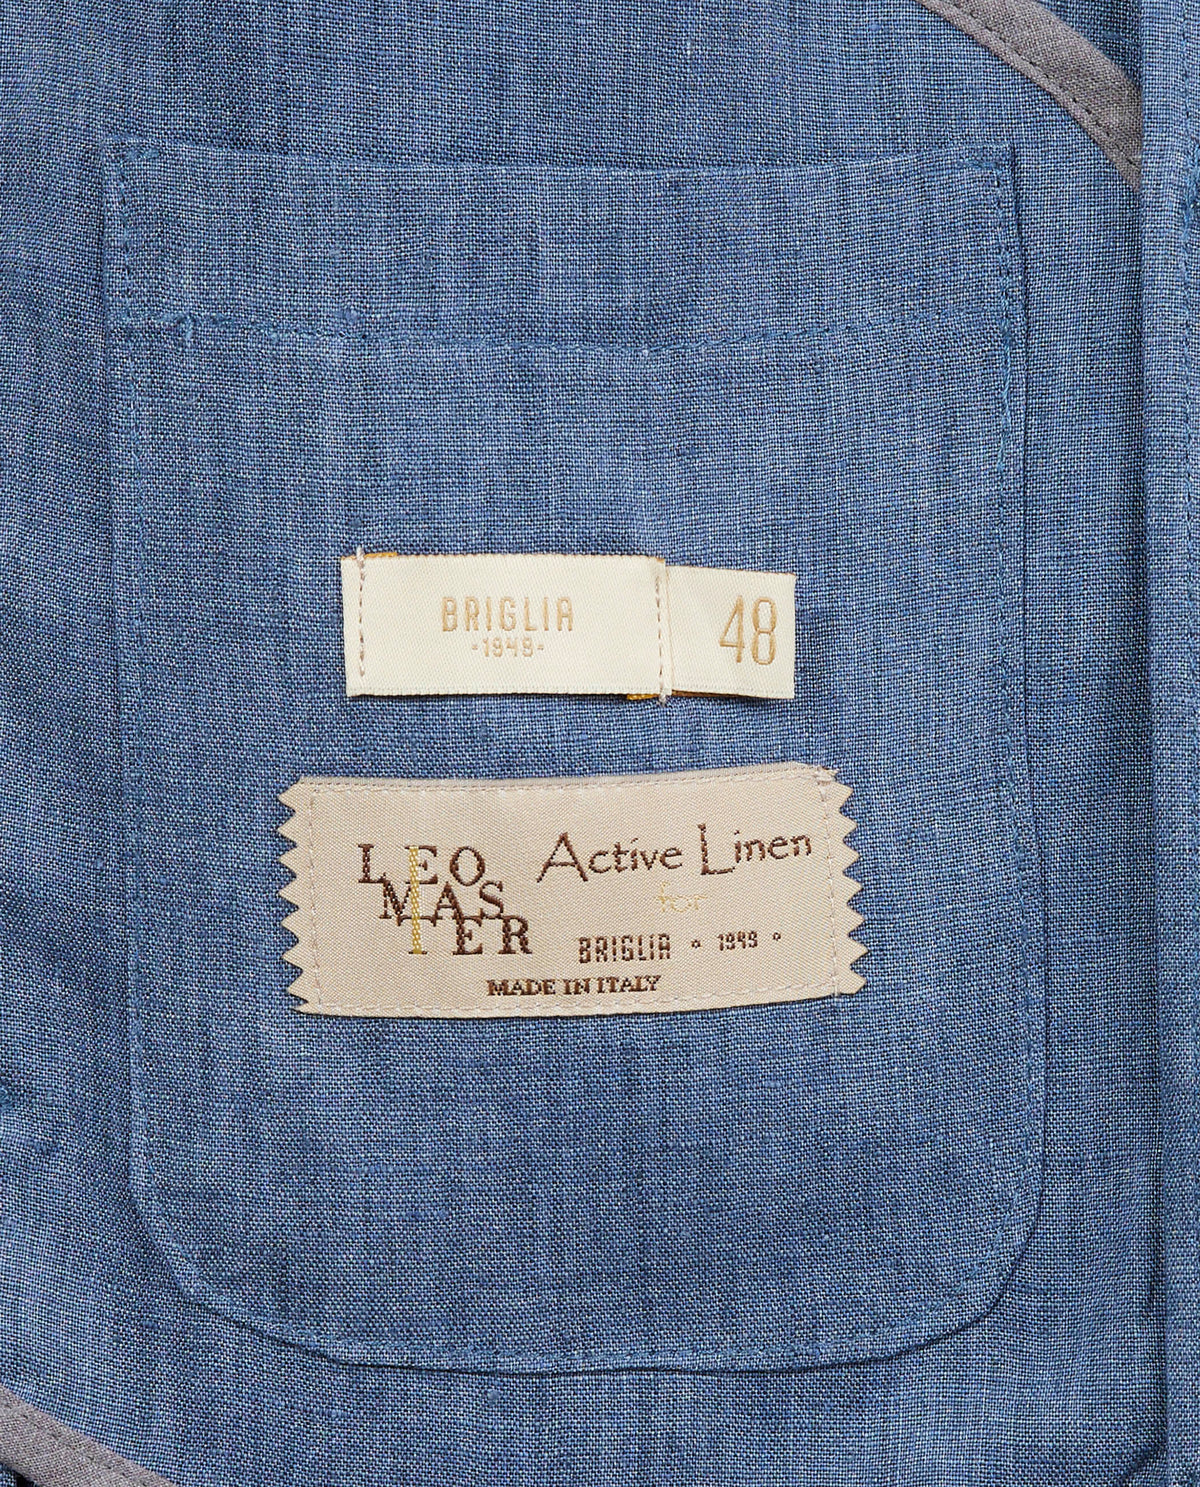 BRIGLIA
·1949·
48
LEO
MAS
TER
Active Linen
for
BRIGLIA ° 1949 °
MADE IN ITALY